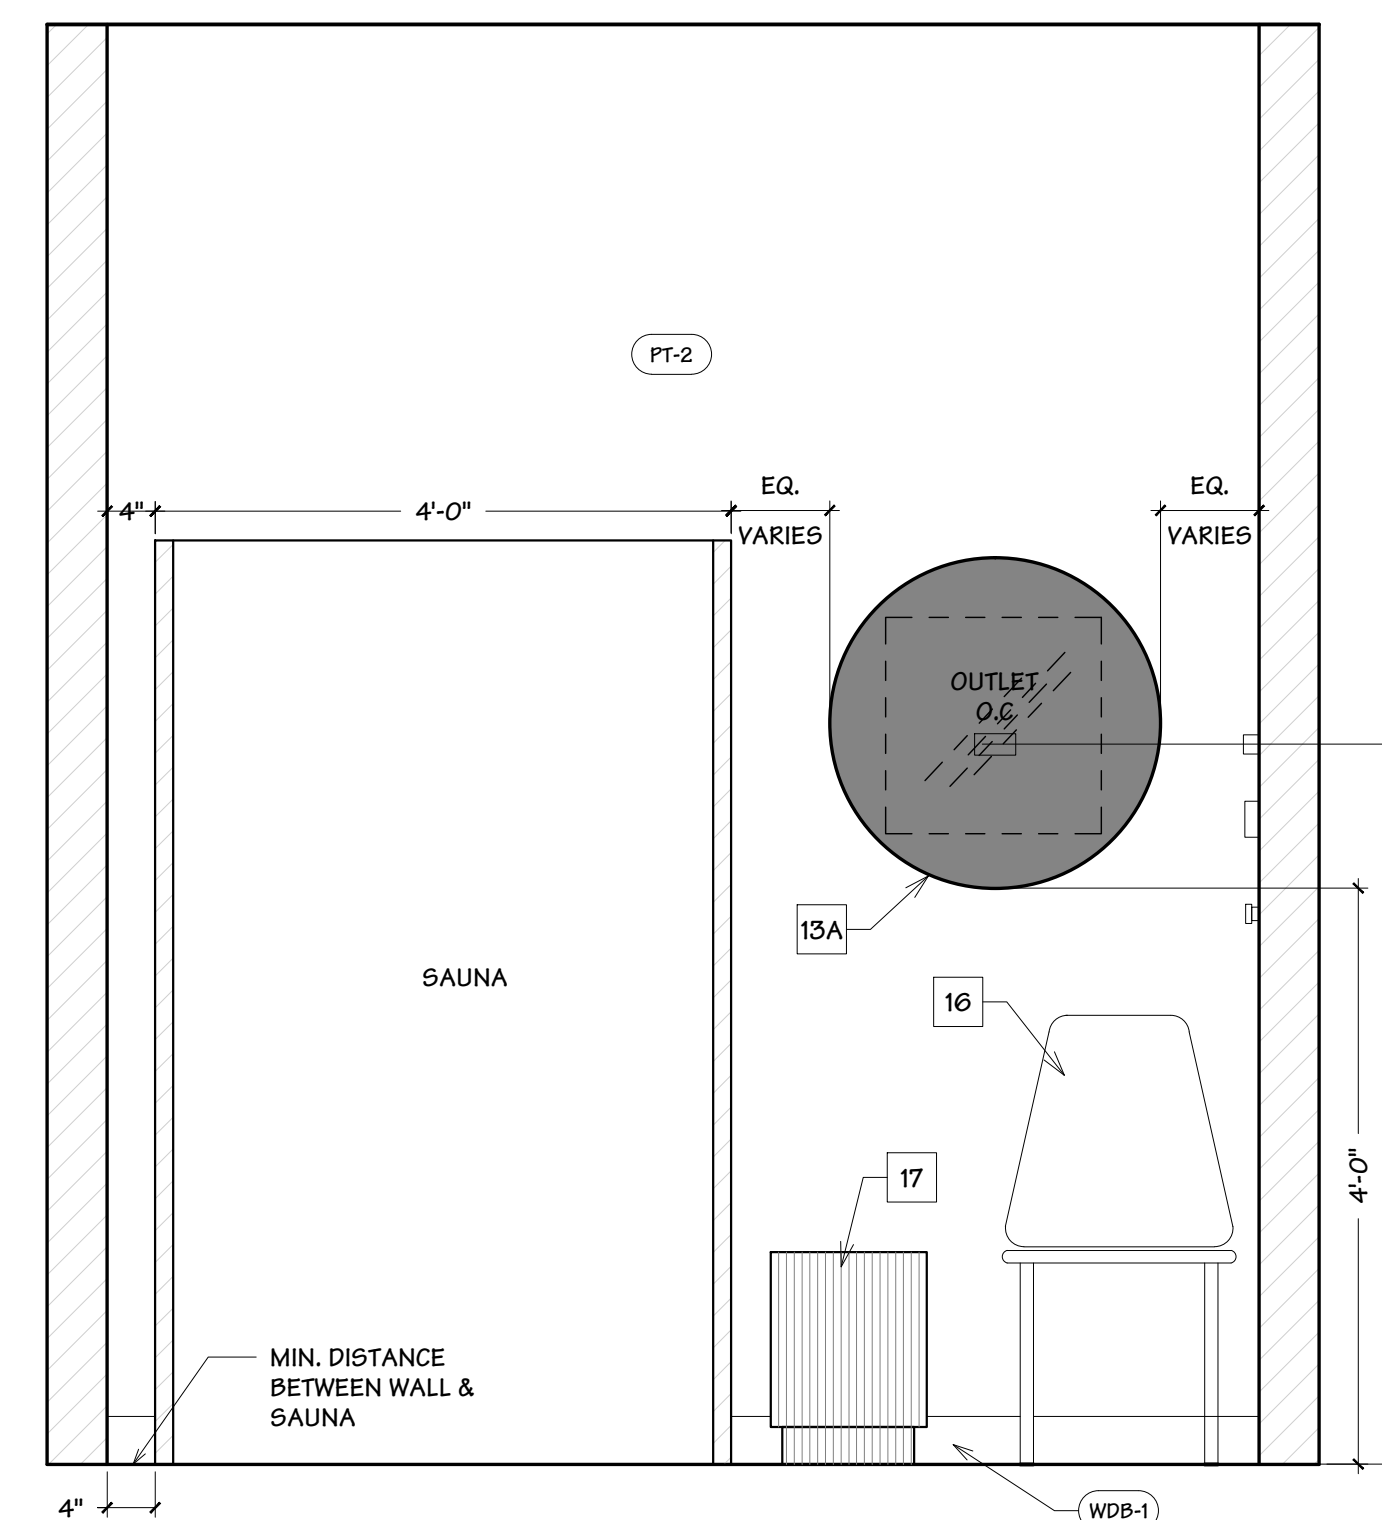 PT-2
4"
4'-0"
EQ.
VARIES
EQ.
VARIES
OUTLET
O.C
13A
SAUNA
16
17
4'-0"
MIN. DISTANCE
BETWEEN WALL &
SAUNA
4"
WDB-1